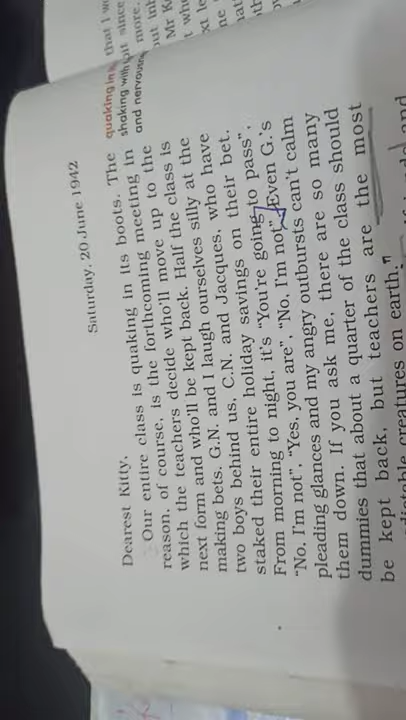 Saturday, 20 June 1942
Dearest Kitty,
Our entire class is quaking in its boots. The
reason, of course, is the forthcoming meeting in
which the teachers decide who'll move up to the
next form and who'll be kept back. Half the class is
making bets. G.N. and I laugh ourselves silly at the
two boys behind us, C.N. and Jacques, who have
staked their entire holiday savings on their bet.
From morning to night, it's “You're going to pass”,
“No, I'm not”, “Yes, you are”, “No, I'm not”. Even G.'s
pleading glances and my angry outbursts can't calm
them down. If you ask me, there are so many
dummies that about a quarter of the class should
be kept back, but teachers are the most
creatures on earth.
quaking in
shaking with
and nervousness
that I w
since
more.
Mr K